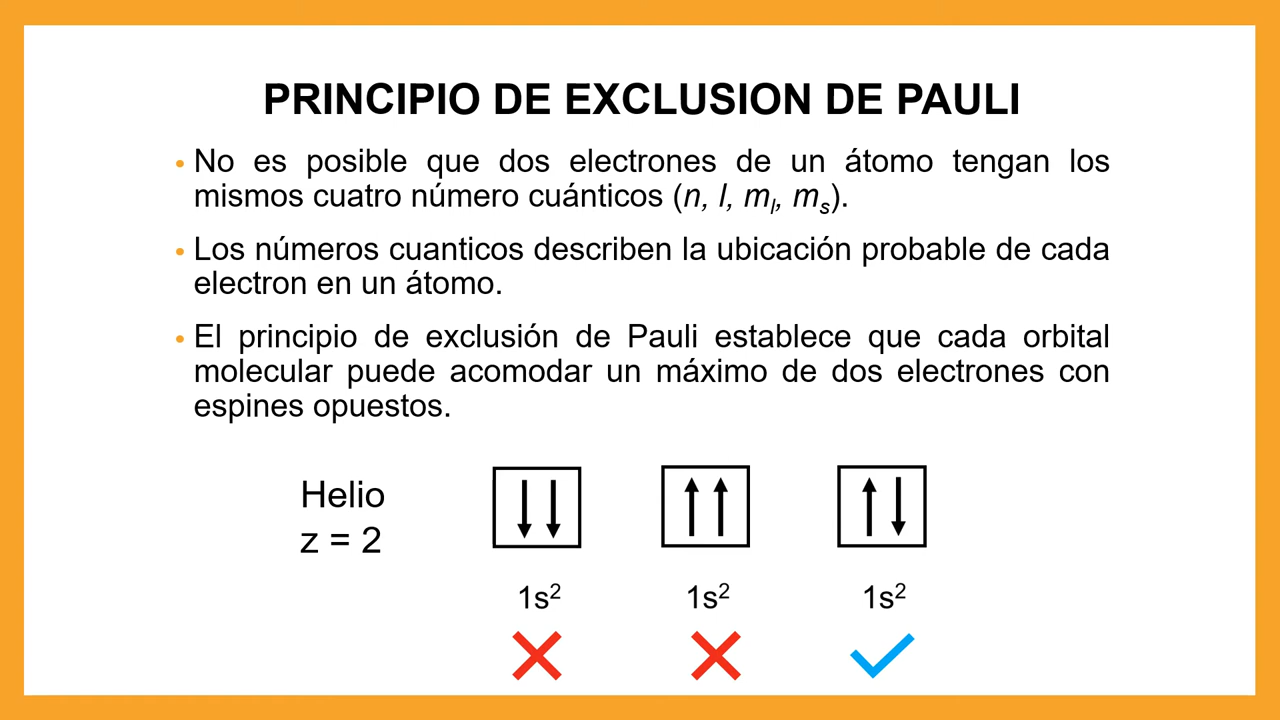 PRINCIPIO DE EXCLUSION DE PAULI
• No es posible que dos electrones de un átomo tengan los
mismos cuatro número cuánticos (n, l, mₗ, mₛ).
• Los números cuanticos describen la ubicación probable de cada
electron en un átomo.
• El principio de exclusión de Pauli establece que cada orbital
molecular puede acomodar un máximo de dos electrones con
espines opuestos.
Helio
z = 2
1s² 1s² 1s²